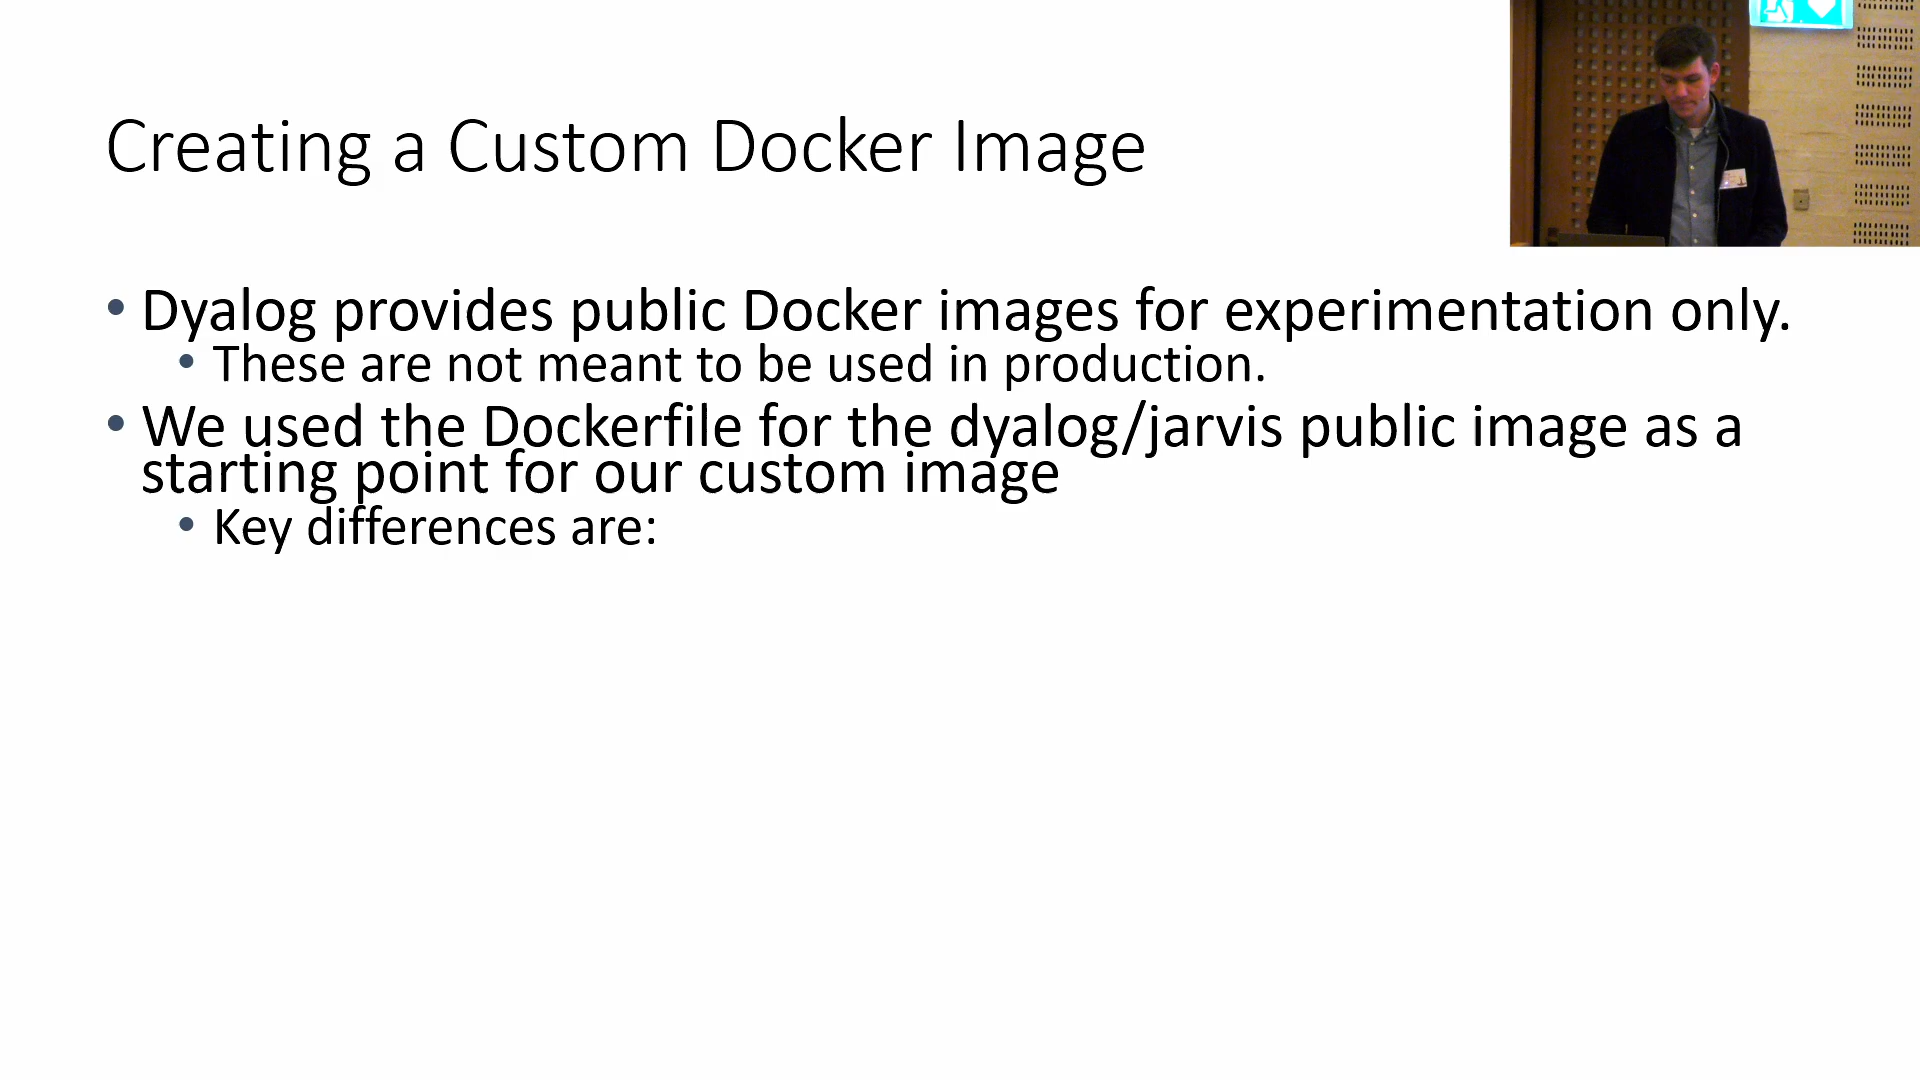 Creating a Custom Docker Image
• Dyalog provides public Docker images for experimentation only.
• These are not meant to be used in production.
• We used the Dockerfile for the dyalog/jarvis public image as a
starting point for our custom image
• Key differences are: